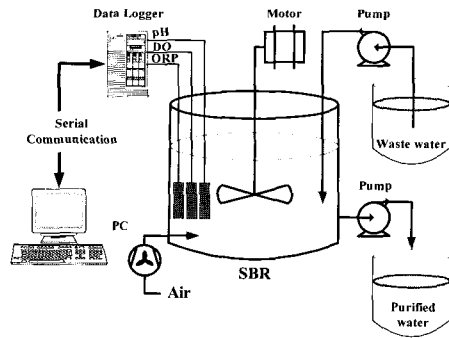 Data Logger
Motor
Pump
pH
DO
ORP
Serial
Communication
Waste water
Pump
PC
SBR
Air
Purified
water